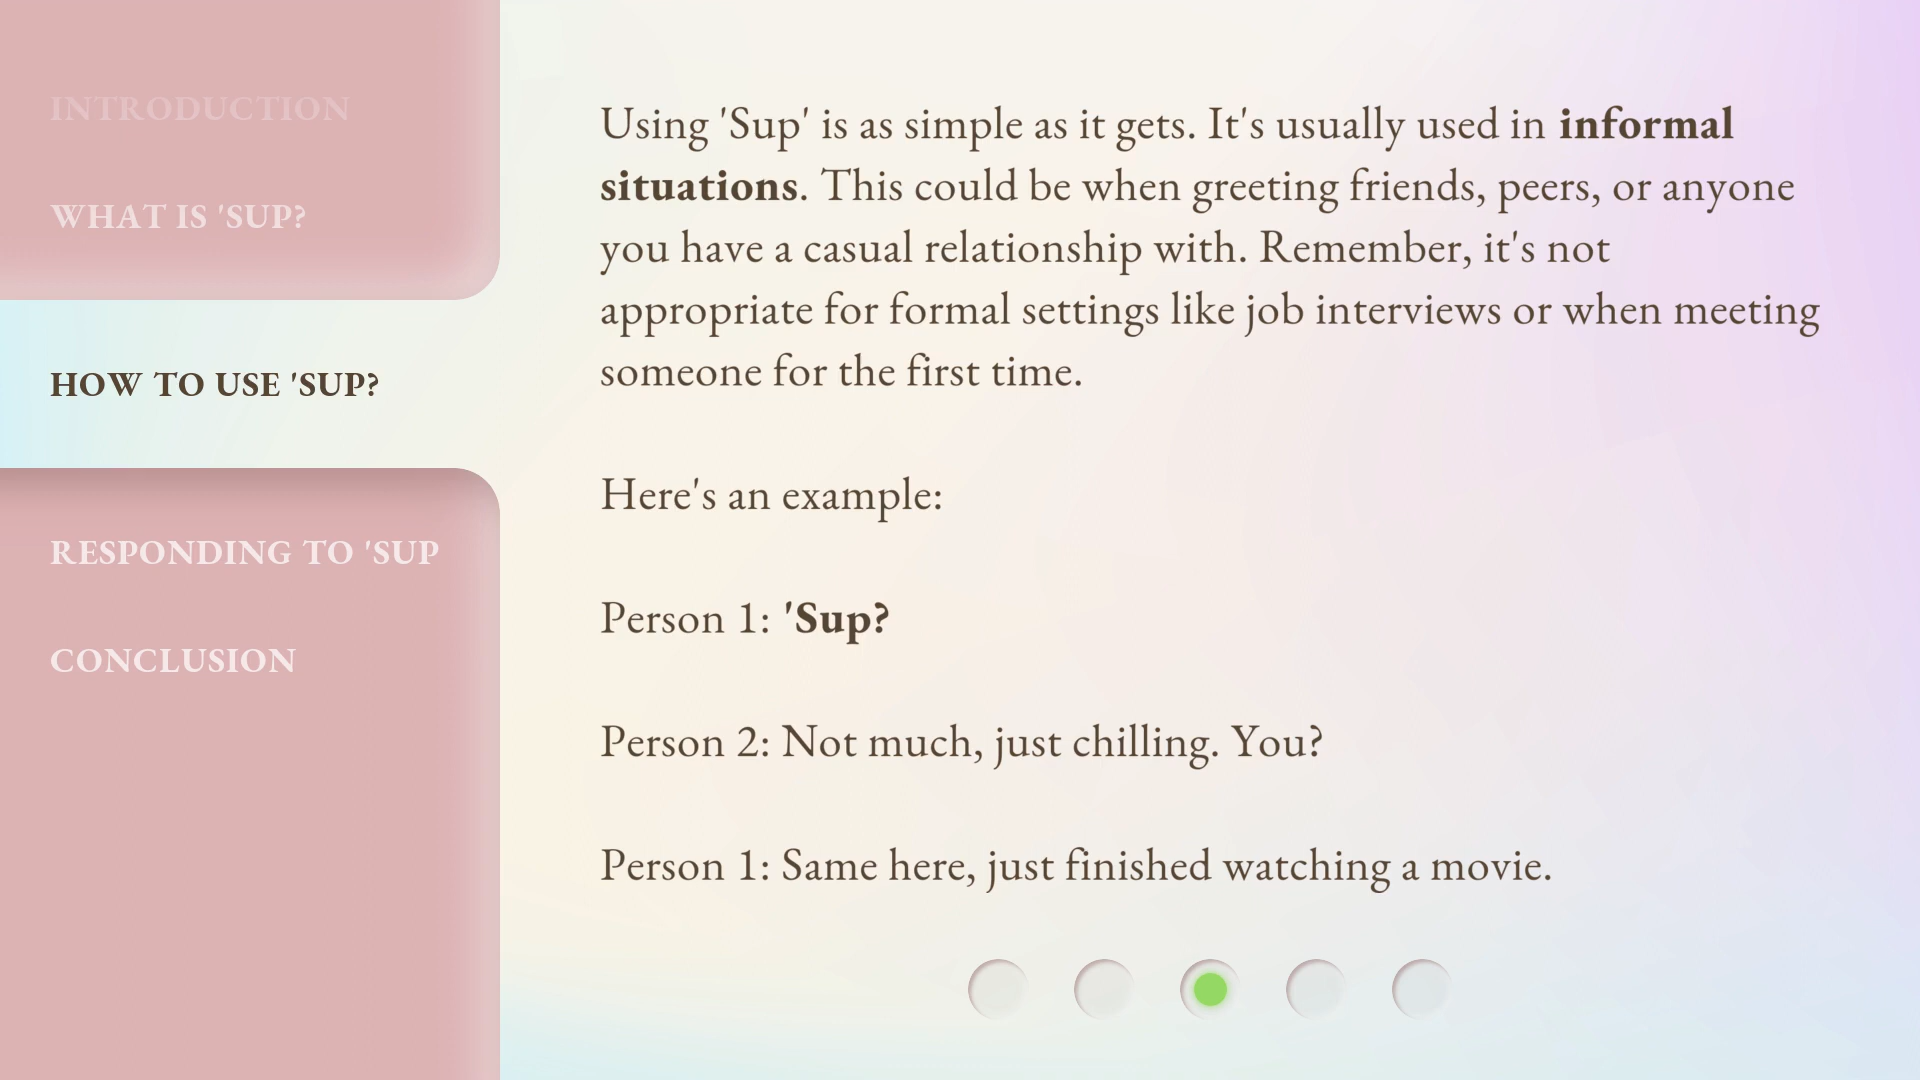 INTRODUCTION
WHAT IS 'SUP?
HOW TO USE 'SUP?
RESPONDING TO 'SUP
CONCLUSION
Using 'Sup' is as simple as it gets. It's usually used in informal
situations. This could be when greeting friends, peers, or anyone
you have a casual relationship with. Remember, it's not
appropriate for formal settings like job interviews or when meeting
someone for the first time.
Here's an example:
Person 1: 'Sup?
Person 2: Not much, just chilling. You?
Person 1: Same here, just finished watching a movie.